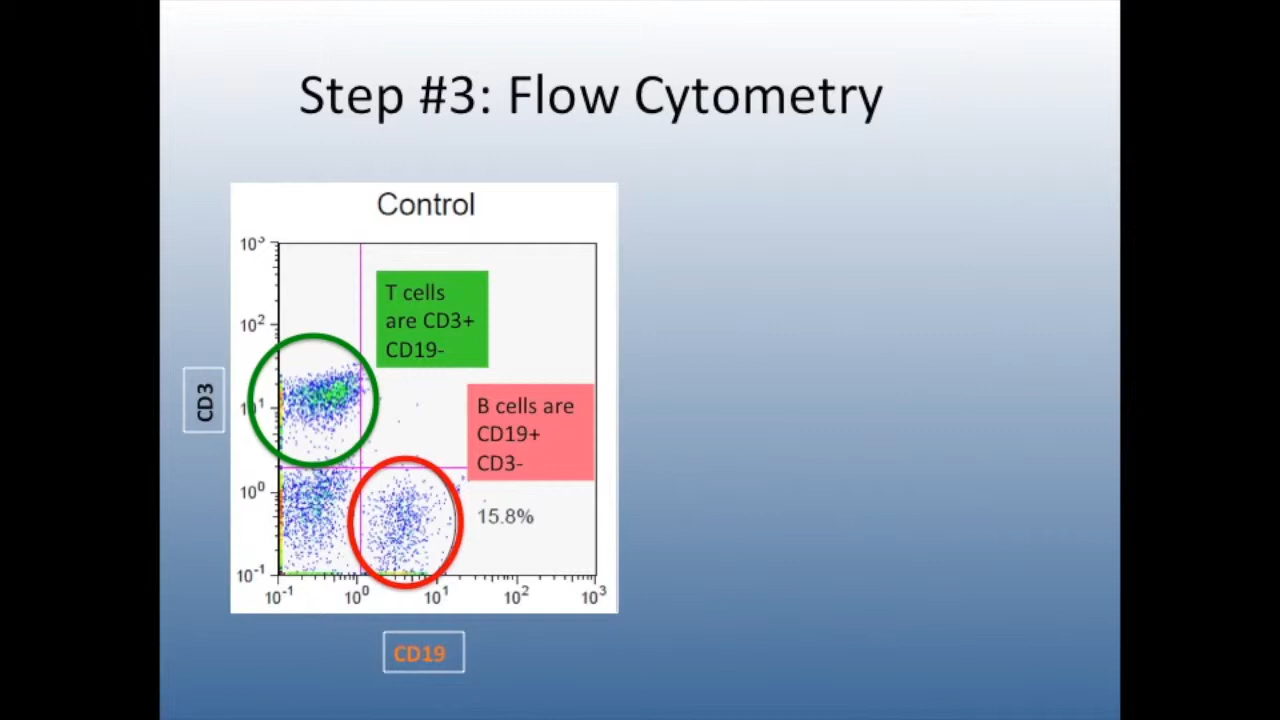 Step #3: Flow Cytometry
Control
10³
T cells
are CD3+
CD19-
10²
B cells are
CD19+
CD3-
CD3
10¹
10⁰
15.8%
10⁻¹
10⁻¹ 10⁰ 10¹ 10² 10³
CD19